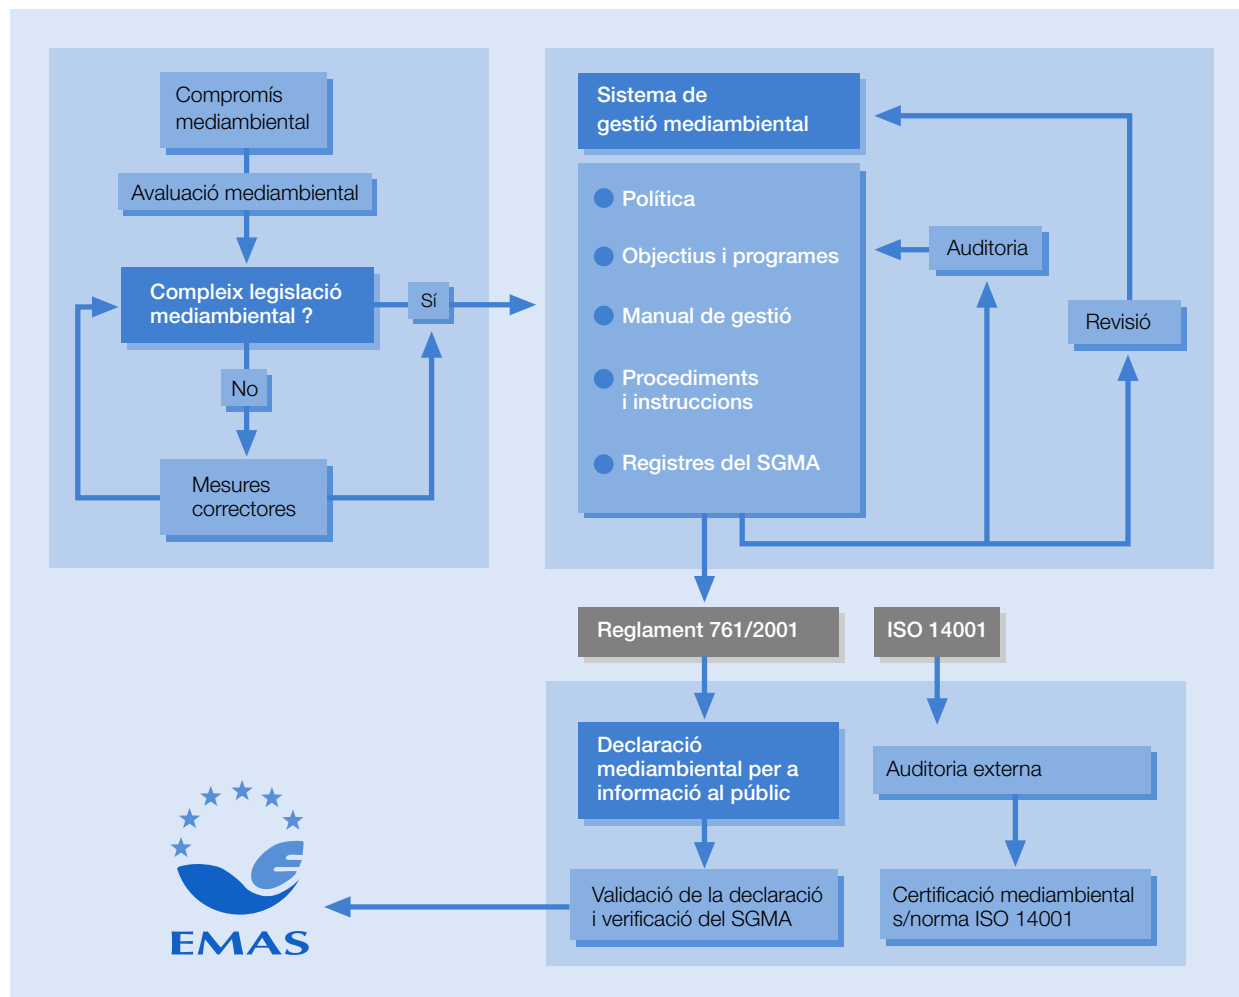 Compromís
mediambiental
Avaluació mediambiental
Compleix legislació
mediambiental ?
Sí
No
Mesures
correctores
Sistema de
gestió mediambiental
Política
Objectius i programes
Manual de gestió
Procediments
i instruccions
Registres del SGMA
Auditoria
Revisió
Reglament 761/2001
ISO 14001
Declaració
mediambiental per a
informació al públic
Auditoria externa
Validació de la declaració
i verificació del SGMA
Certificació mediambiental
s/norma ISO 14001
EMAS